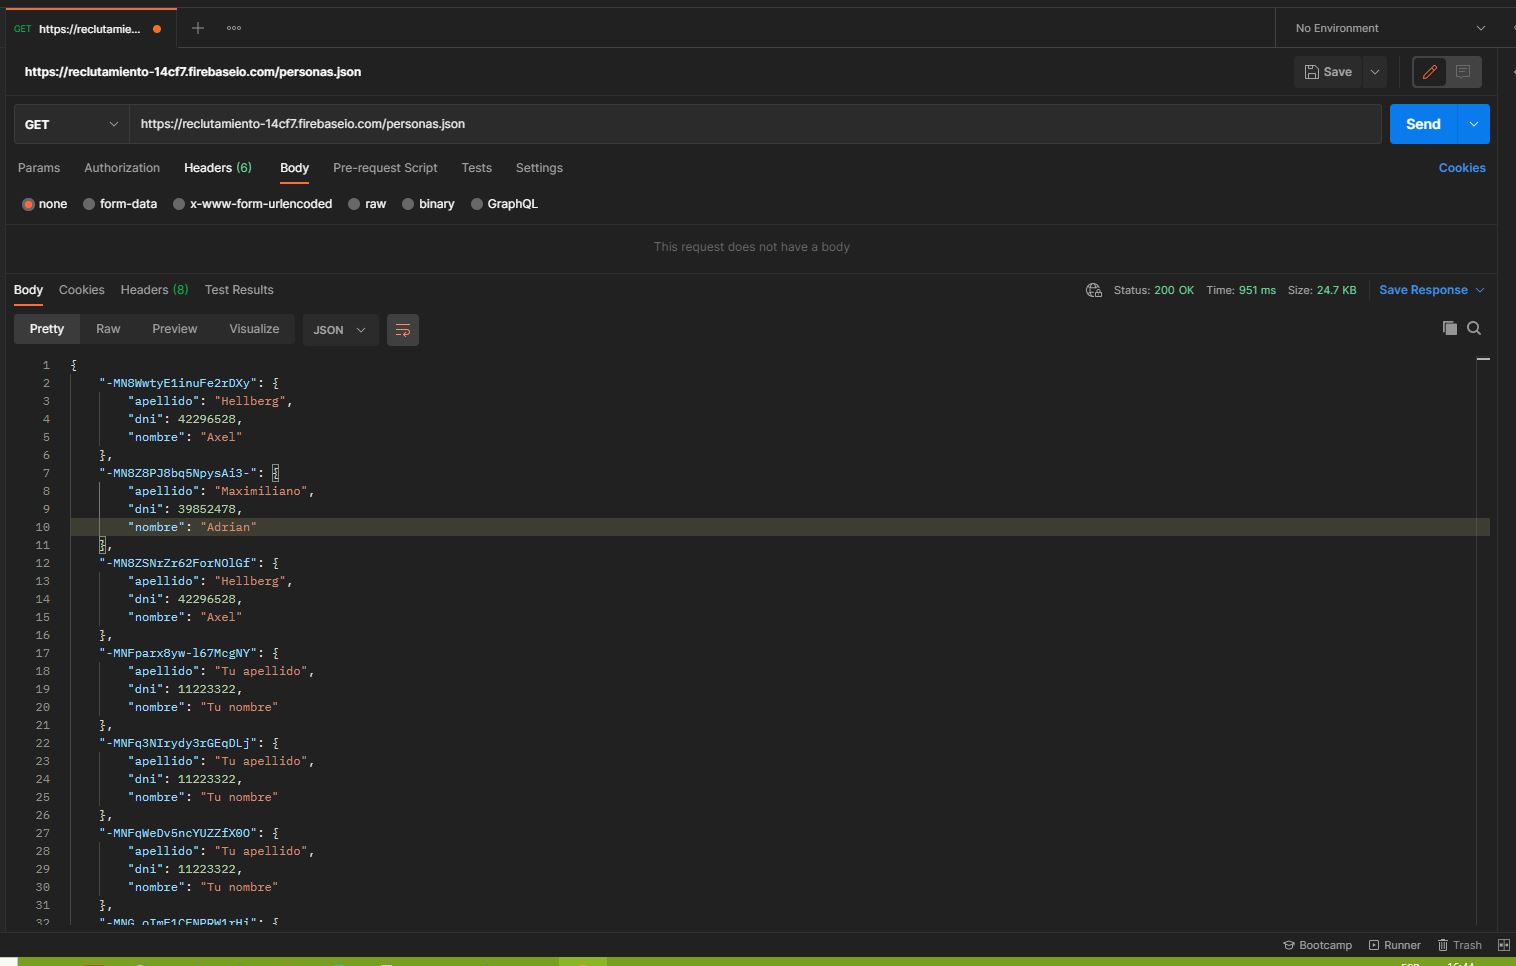 GET https://reclutamie...
No Environment
https://reclutamiento-14cf7.firebaseio.com/personas.json
Save
GET https://reclutamiento-14cf7.firebaseio.com/personas.json
Send
Params Authorization Headers (6) Body Pre-request Script Tests Settings Cookies
none form-data x-www-form-urlencoded raw binary GraphQL
This request does not have a body
Body Cookies Headers (8) Test Results Status: 200 OK Time: 951 ms Size: 24.7 KB Save Response
Pretty Raw Preview Visualize JSON
1 {
2 "-MN8WwtyE1inuFe2rDXy": {
3 "apellido": "Hellberg",
4 "dni": 42296528,
5 "nombre": "Axel"
6 },
7 "-MN8Z8PJ8bq5NpysAi3-": {
8 "apellido": "Maximiliano",
9 "dni": 39852478,
10 "nombre": "Adrian"
11 },
12 "-MN8ZSNrZr62ForNOlGf": {
13 "apellido": "Hellberg",
14 "dni": 42296528,
15 "nombre": "Axel"
16 },
17 "-MNFparx8yw-l67McgNY": {
18 "apellido": "Tu apellido",
19 "dni": 11223322,
20 "nombre": "Tu nombre"
21 },
22 "-MNFq3NIrydy3rGEqDLj": {
23 "apellido": "Tu apellido",
24 "dni": 11223322,
25 "nombre": "Tu nombre"
26 },
27 "-MNFqWeDv5ncYUZZfX0O": {
28 "apellido": "Tu apellido",
29 "dni": 11223322,
30 "nombre": "Tu nombre"
31 },
32
Bootcamp Runner Trash